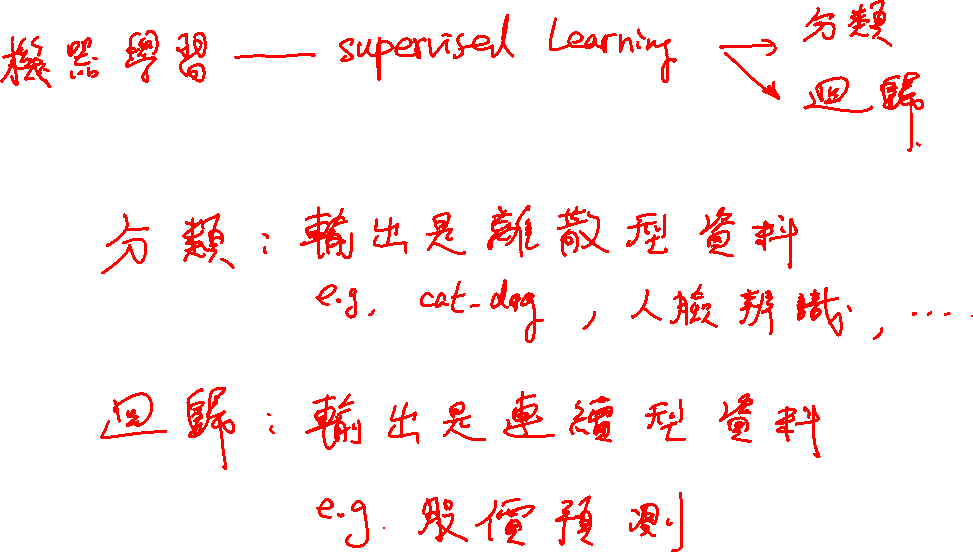 機器學習 — supervised Learning → 分類
→ 迴歸
分類：輸出是離散型資料
e.g. cat-dog，人臉辨識，……
迴歸：輸出是連續型資料
e.g. 股價預測